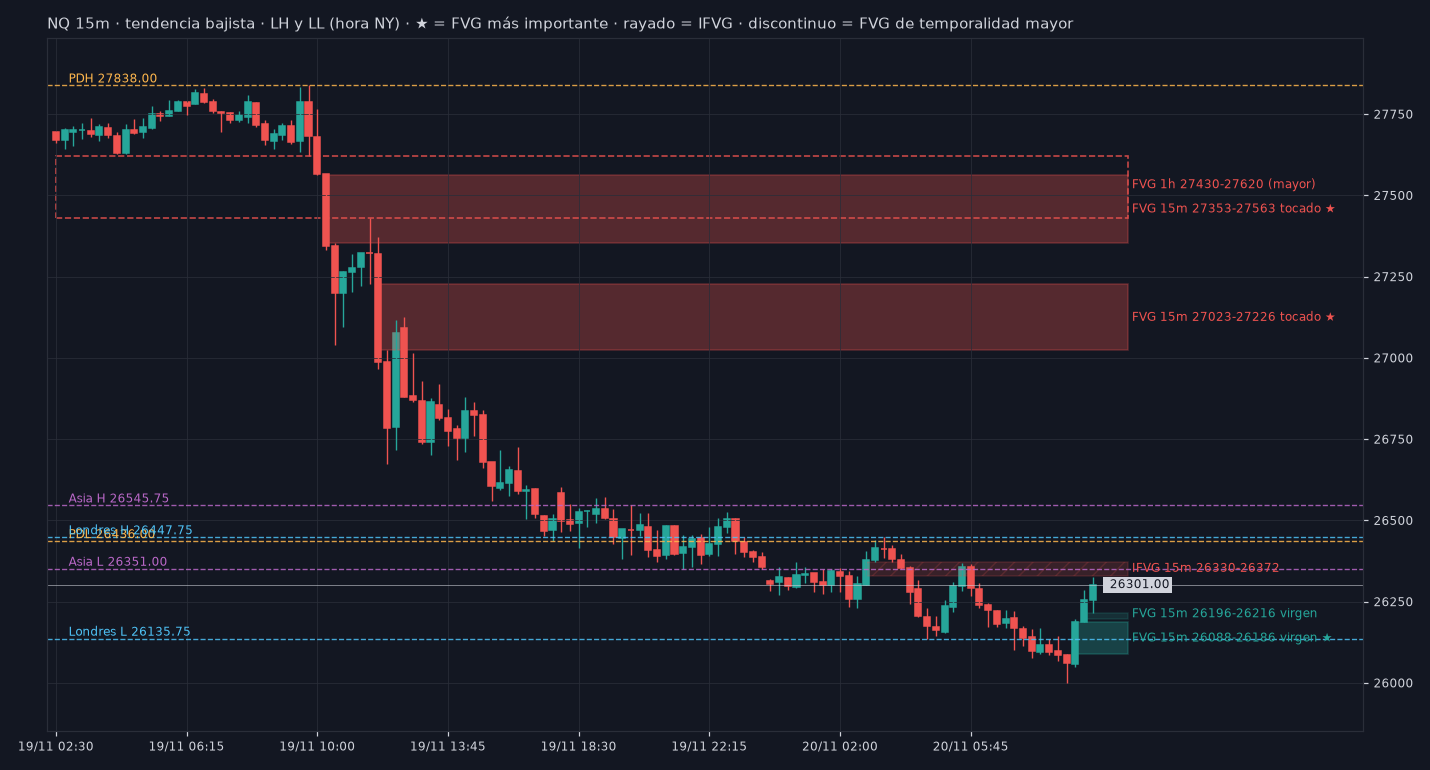 NQ 15m · tendencia bajista · LH y LL (hora NY) · ★ = FVG más importante · rayado = IFVG · discontinuo = FVG de temporalidad mayor
PDH 27838.00
27750
FVG 1h 27430-27620 (mayor)
27500
FVG 15m 27353-27563 tocado ★
27250
FVG 15m 27023-27226 tocado ★
27000
26750
Asia H 26545.75
26500
Londres H 26447.75
PDL 26436.00
Asia L 26351.00
IFVG 15m 26330-26372
26301.00
26250
FVG 15m 26196-26216 virgen
Londres L 26135.75
FVG 15m 26088-26186 virgen ★
26000
19/11 02:30
19/11 06:15
19/11 10:00
19/11 13:45
19/11 18:30
19/11 22:15
20/11 02:00
20/11 05:45